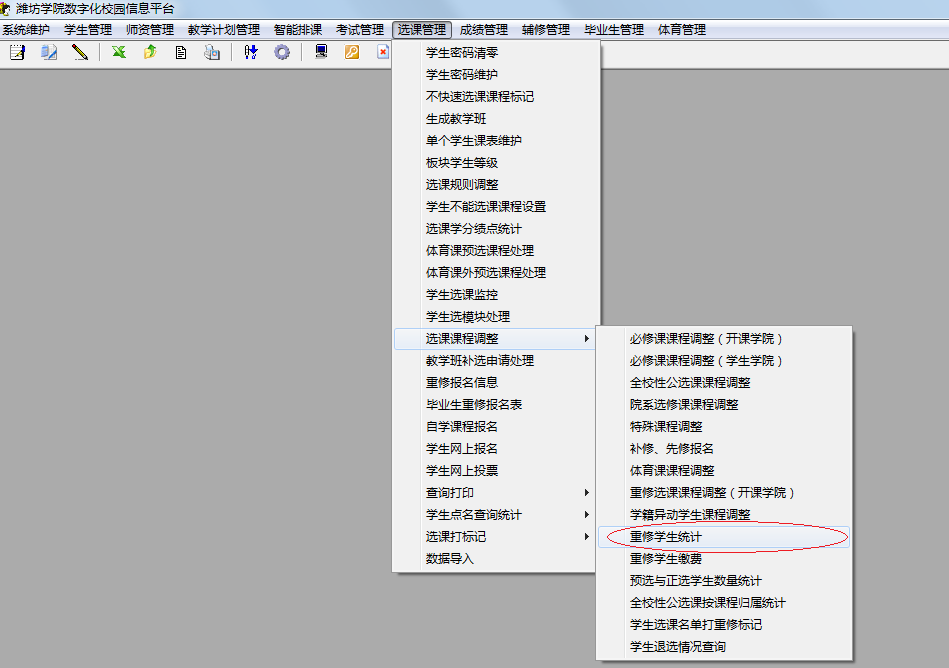 潍坊学院数字化校园信息平台
系统维护 学生管理 师资管理 教学计划管理 智能排课 考试管理 选课管理 成绩管理 辅修管理 毕业生管理 体育管理
学生密码清零
学生密码维护
不快速选课课程标记
生成教学班
单个学生课表维护
板块学生等级
选课规则调整
学生不能选课课程设置
选课学分绩点统计
体育课预选课程处理
体育课外预选课程处理
学生选课监控
学生选模块处理
选课课程调整
教学班补选申请处理
重修报名信息
毕业生重修报名表
自学课程报名
学生网上报名
学生网上投票
查询打印
学生点名查询统计
选课打标记
数据导入
必修课课程调整（开课学院）
必修课课程调整（学生学院）
全校性公选课课程调整
院系选修课课程调整
特殊课程调整
补修、先修报名
体育课课程调整
重修选课课程调整（开课学院）
学籍异动学生课程调整
重修学生统计
重修学生缴费
预选与正选学生数量统计
全校性公选课按课程归属统计
学生选课名单打重修标记
学生退选情况查询